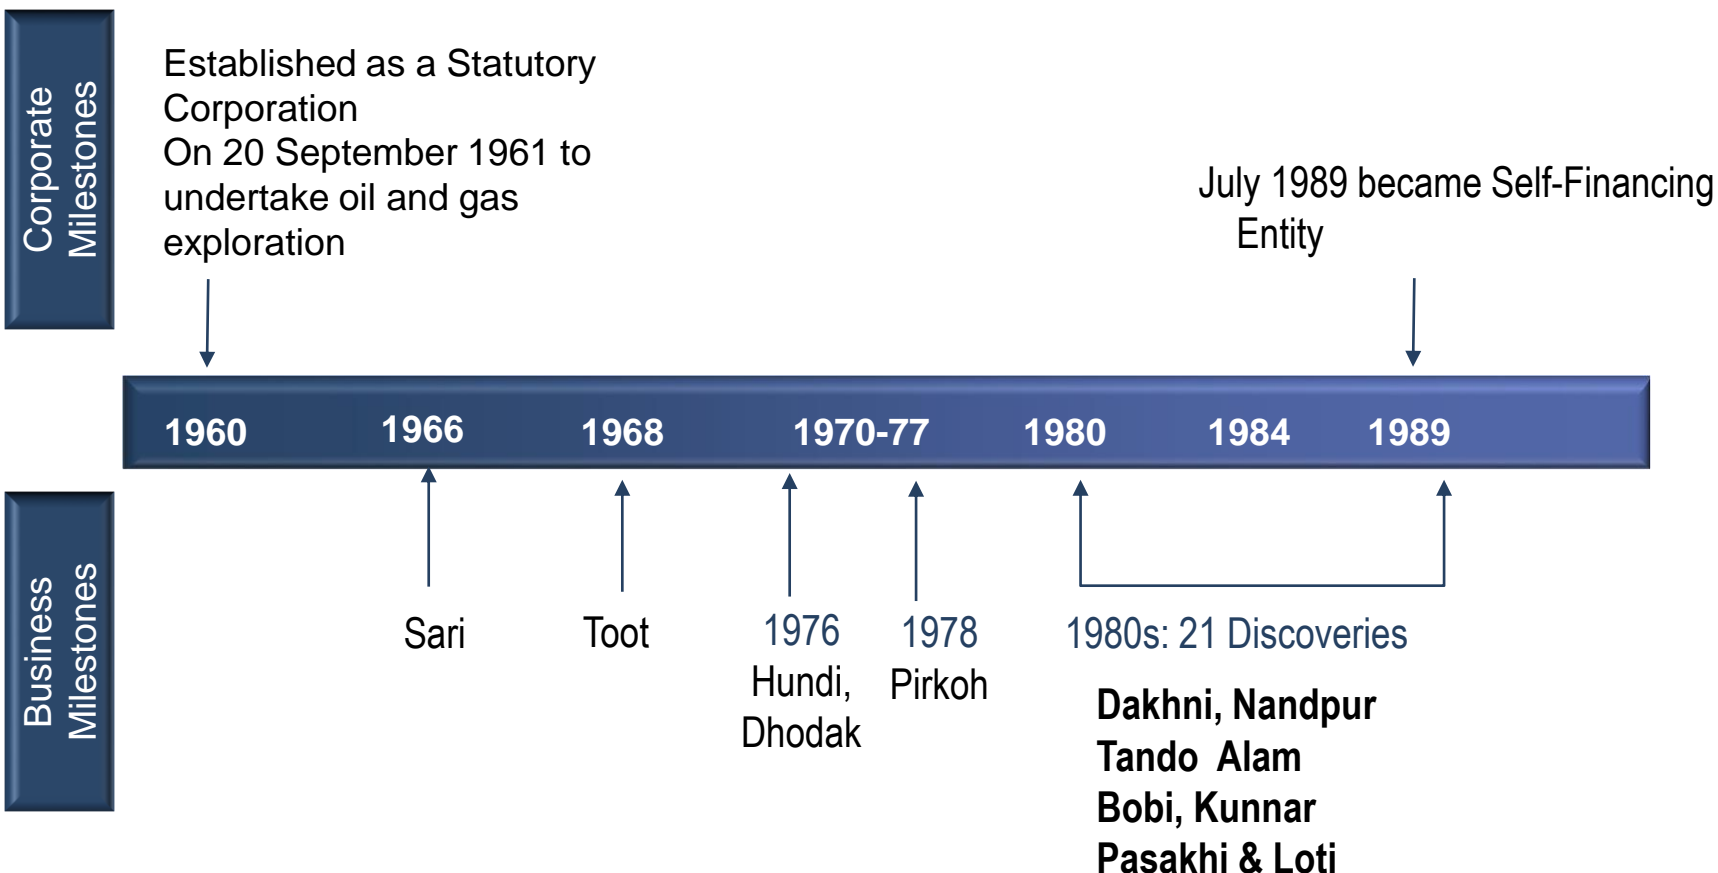 Corporate
Milestones
Established as a Statutory
Corporation
On 20 September 1961 to
undertake oil and gas
exploration
July 1989 became Self-Financing
Entity
1960
1966
1968
1970-77
1980
1984
1989
Business
Milestones
Sari
Toot
1976
Hundi,
Dhodak
1978
Pirkoh
1980s: 21 Discoveries
Dakhni, Nandpur
Tando Alam
Bobi, Kunnar
Pasakhi & Loti